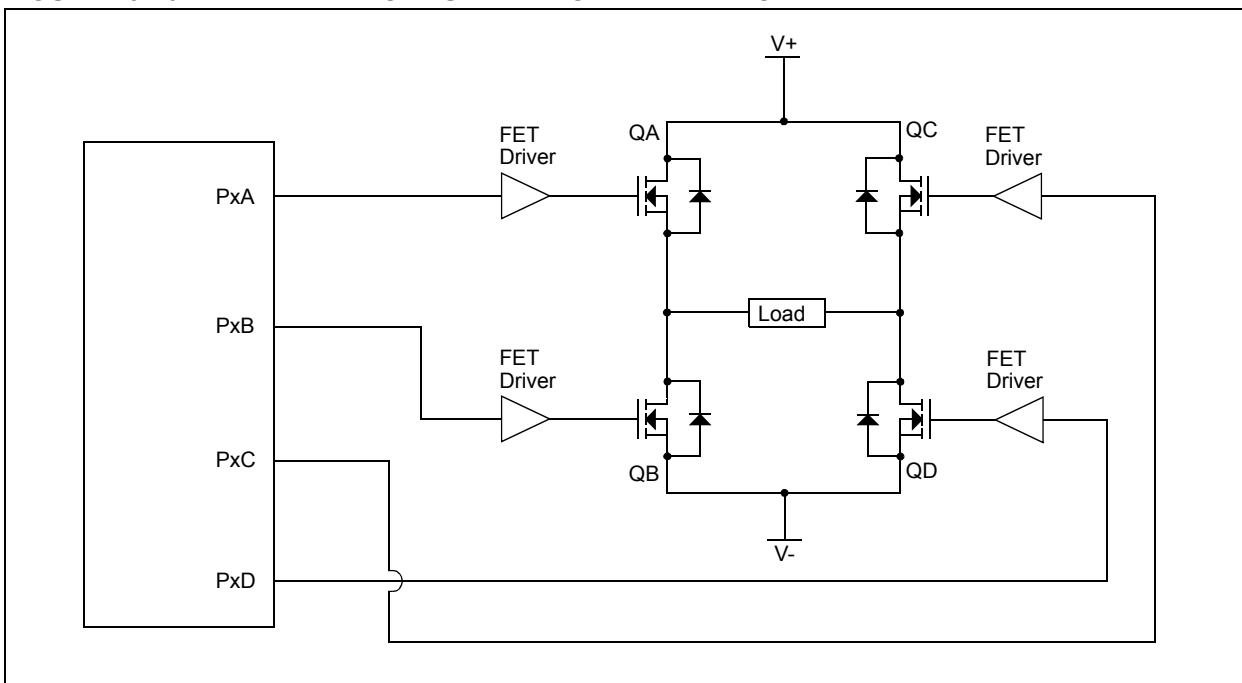 V+
QA
QC
FET
Driver
FET
Driver
PxA
PxB
Load
FET
Driver
FET
Driver
PxC
QB
QD
V-
PxD